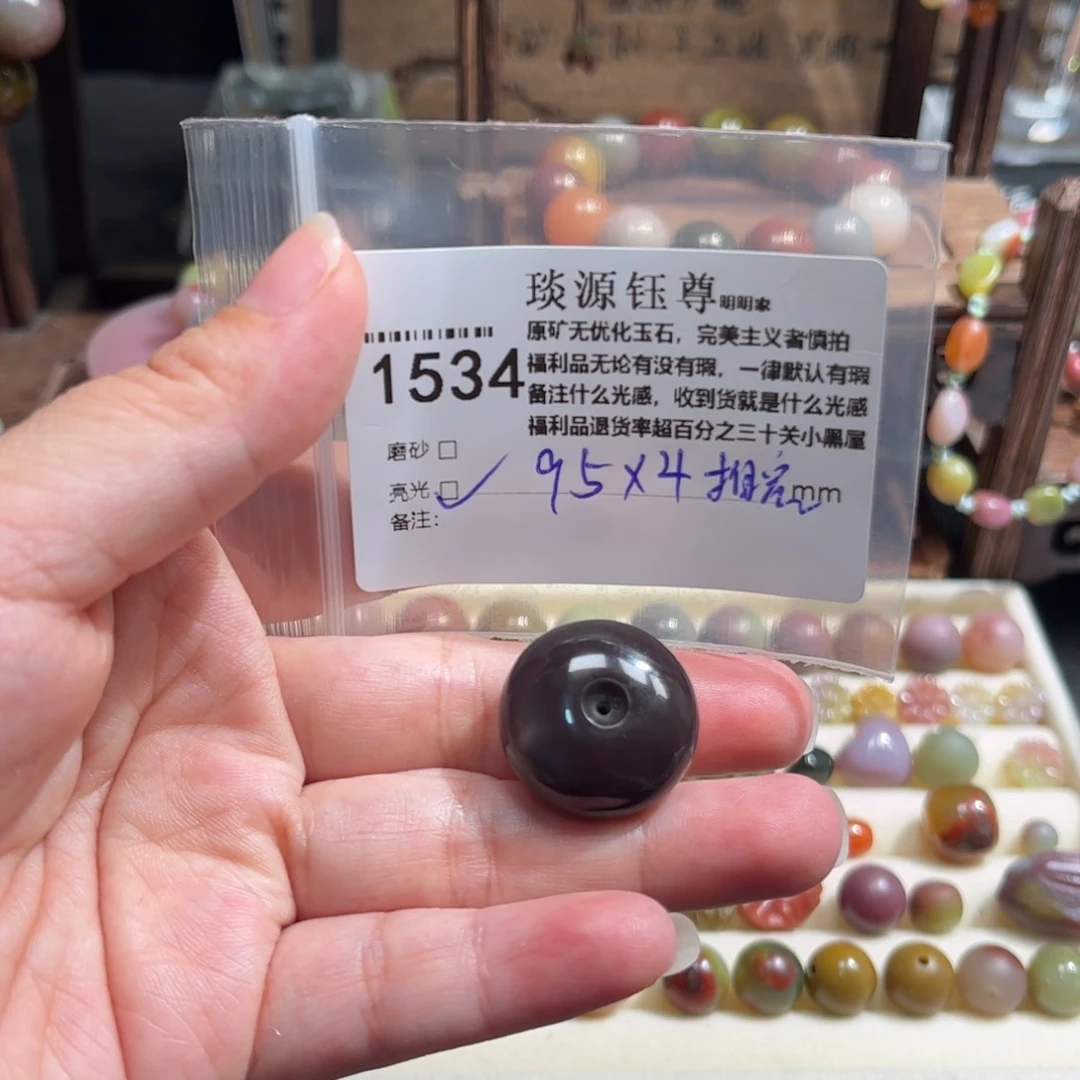 琰源钰尊明明家
原矿无优化玉石，完美主义者慎拍
1534
福利品无论有没有瑕，一律默认有瑕
备注什么光感，收到货就是什么光感
福利品退货率超百分之三十关小黑屋
磨砂 □
亮光 □ ✓ 95×4 mm
备注：